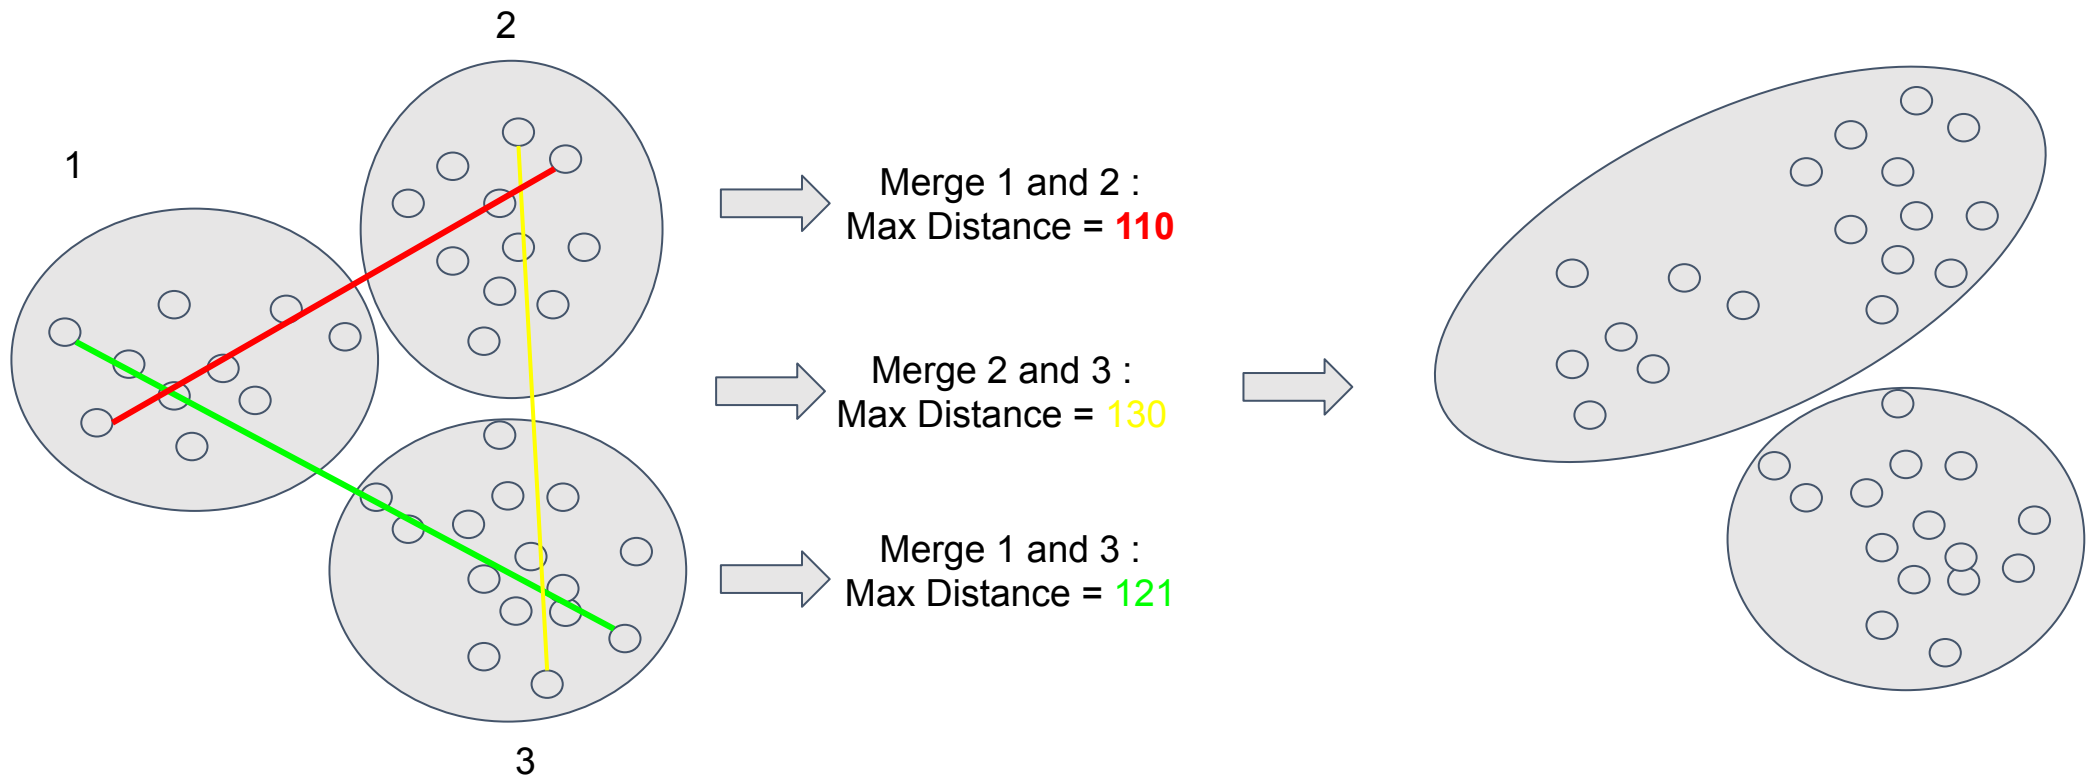 2
1
Merge 1 and 2 :
Max Distance = 110
Merge 2 and 3 :
Max Distance = 130
Merge 1 and 3 :
Max Distance = 121
3